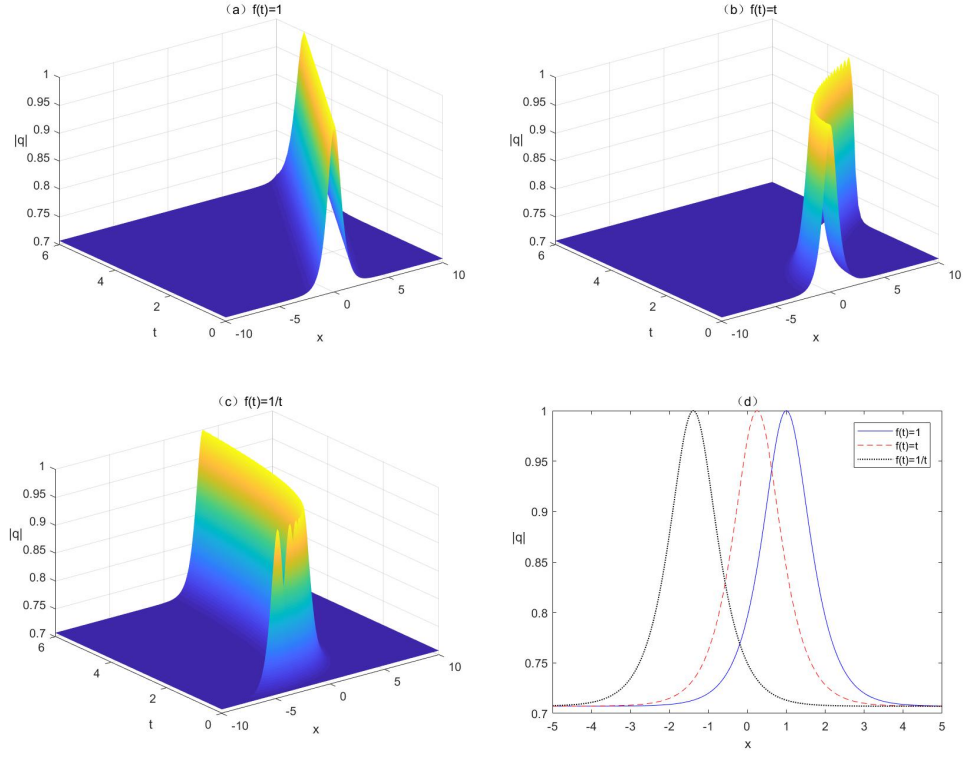 （a）f(t)=1
1
0.95
0.9
0.85
0.8
0.75
0.7
|q|
6
4
2
0
t
-10
-5
0
5
10
x
（b）f(t)=t
1
0.95
0.9
0.85
0.8
0.75
0.7
|q|
6
4
2
0
t
-10
-5
0
5
10
x
（c）f(t)=1/t
1
0.95
0.9
0.85
0.8
0.75
0.7
|q|
6
4
2
0
t
-10
-5
0
5
10
x
（d）
f(t)=1
f(t)=t
f(t)=1/t
1
0.95
0.9
0.85
0.8
0.75
0.7
|q|
-5 -4 -3 -2 -1 0 1 2 3 4 5
x